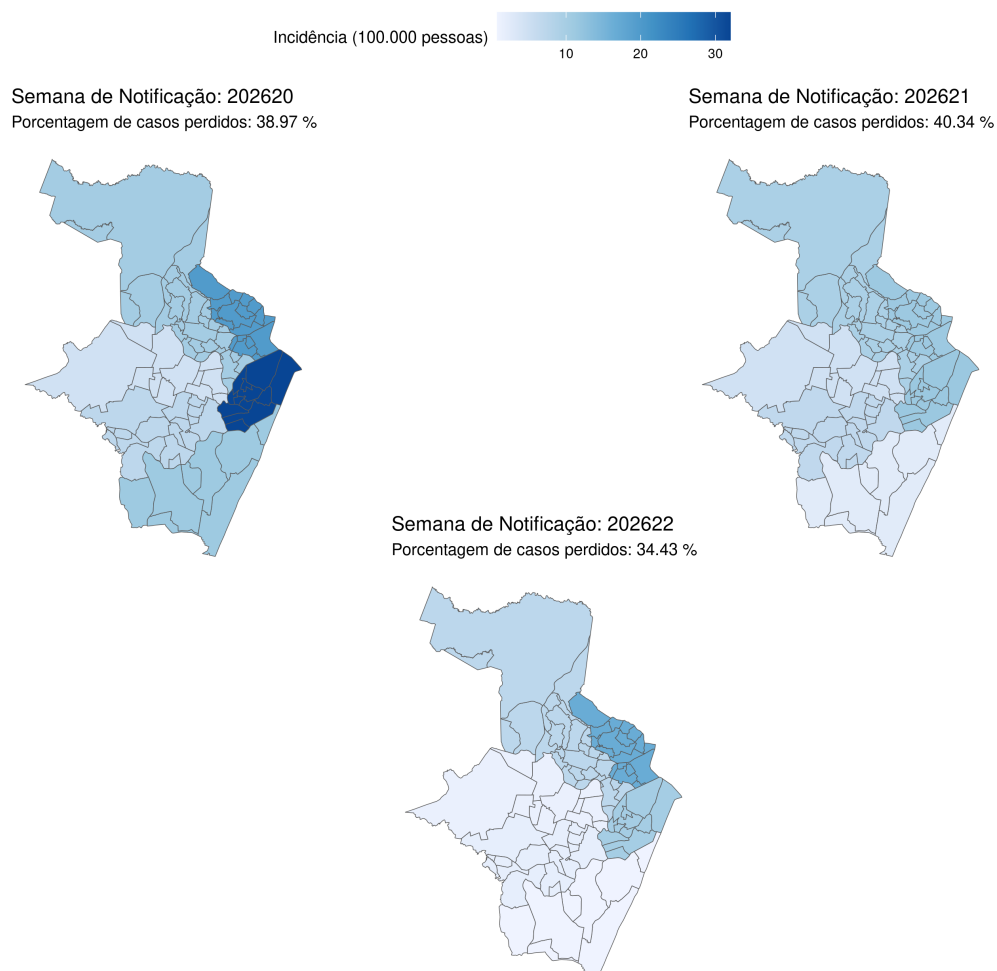 Incidência (100.000 pessoas)
10 20 30
Semana de Notificação: 202620
Porcentagem de casos perdidos: 38.97 %
Semana de Notificação: 202621
Porcentagem de casos perdidos: 40.34 %
Semana de Notificação: 202622
Porcentagem de casos perdidos: 34.43 %